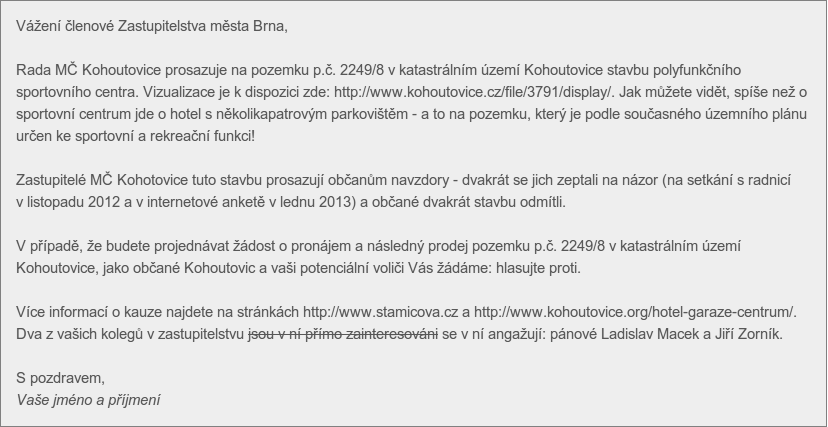 Vážení členové Zastupitelstva města Brna,
Rada MČ Kohoutovice prosazuje na pozemku p.č. 2249/8 v katastrálním území Kohoutovice stavbu polyfunkčního
sportovního centra. Vizualizace je k dispozici zde: http://www.kohoutovice.cz/file/3791/display/. Jak můžete vidět, spíše než o
sportovní centrum jde o hotel s několikapatrovým parkovištěm - a to na pozemku, který je podle současného územního plánu
určen ke sportovní a rekreační funkci!
Zastupitelé MČ Kohotovice tuto stavbu prosazují občanům navzdory - dvakrát se jich zeptali na názor (na setkání s radnicí
v listopadu 2012 a v internetové anketě v lednu 2013) a občané dvakrát stavbu odmítli.
V případě, že budete projednávat žádost o pronájem a následný prodej pozemku p.č. 2249/8 v katastrálním území
Kohoutovice, jako občané Kohoutovic a vaši potenciální voliči Vás žádáme: hlasujte proti.
Více informací o kauze najdete na stránkách http://www.stamicova.cz a http://www.kohoutovice.org/hotel-garaze-centrum/.
Dva z vašich kolegů v zastupitelstvu jsou v ní přímo zainteresováni se v ní angažují: pánové Ladislav Macek a Jiří Zorník.
S pozdravem,
Vaše jméno a příjmení